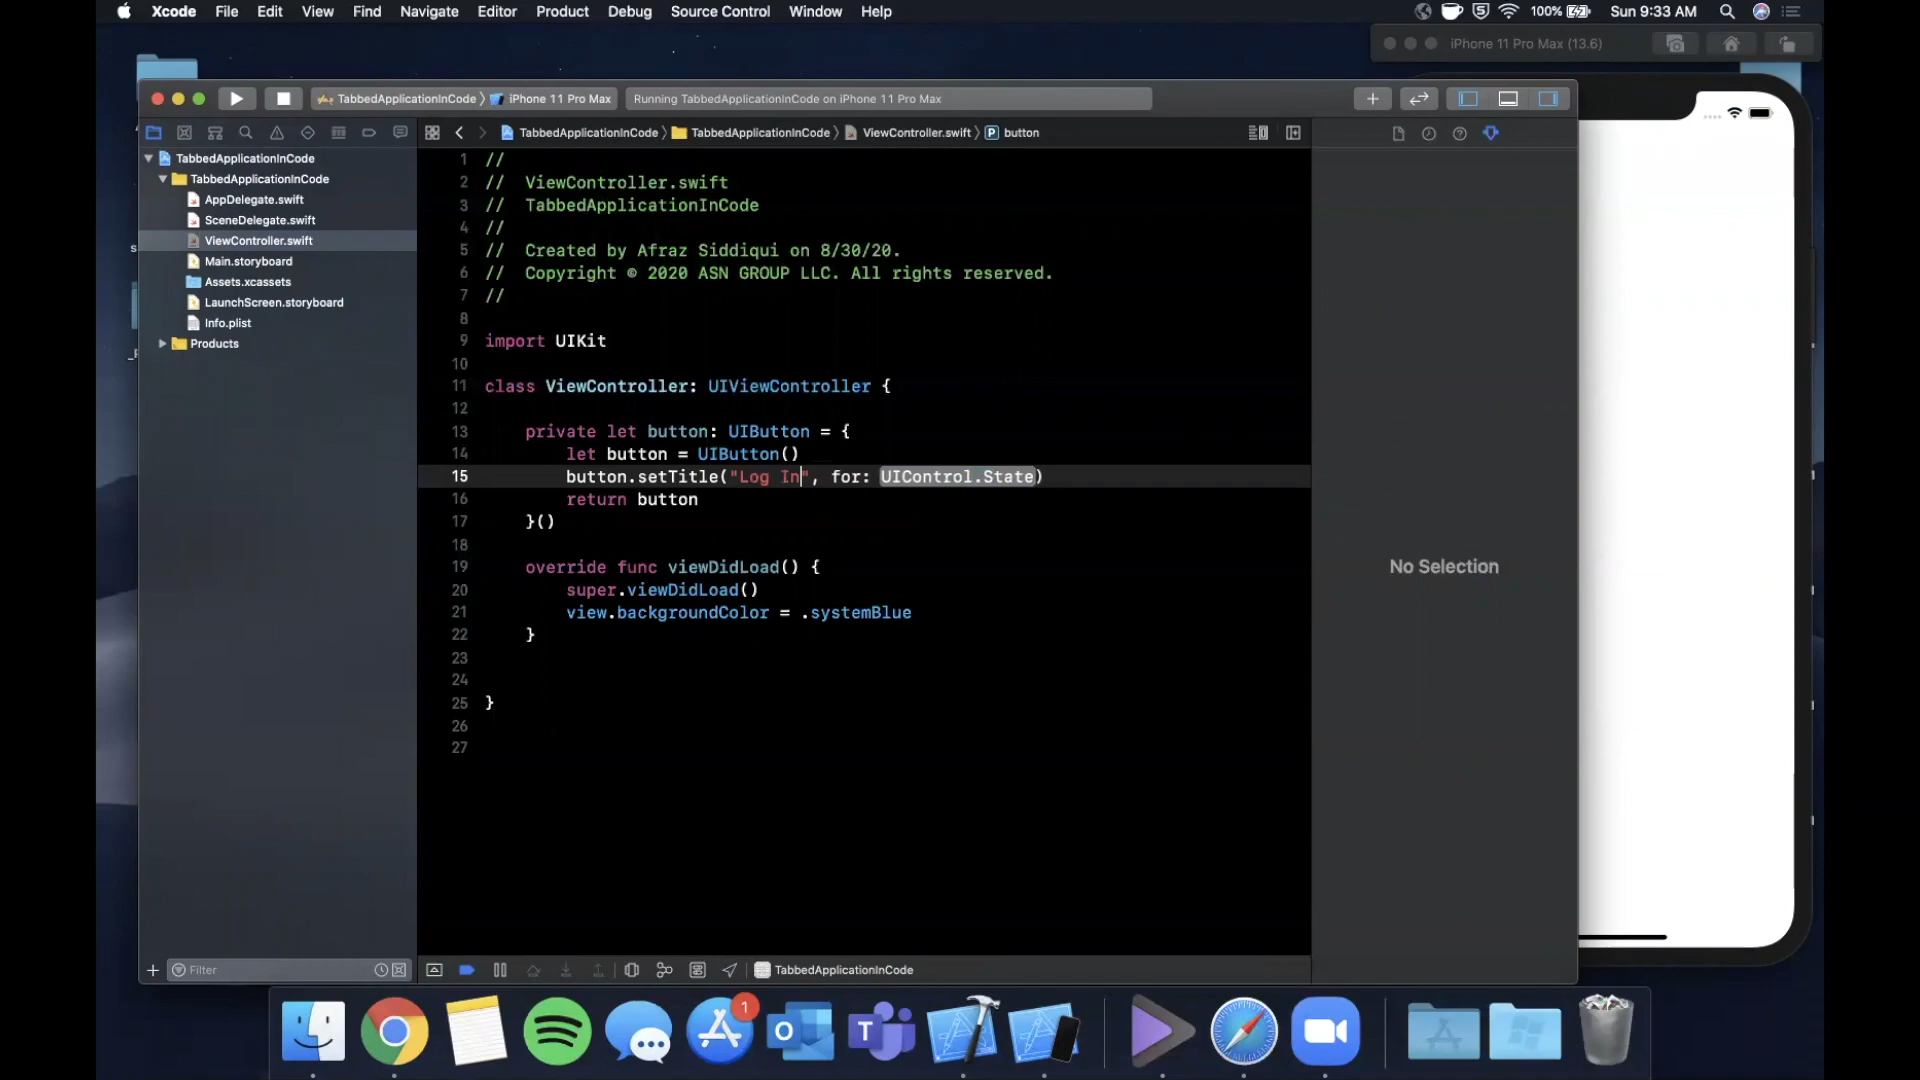 Xcode File Edit View Find Navigate Editor Product Debug Source Control Window Help
100% Sun 9:33 AM
iPhone 11 Pro Max (13.6)
TabbedApplicationInCode iPhone 11 Pro Max
Running TabbedApplicationInCode on iPhone 11 Pro Max
TabbedApplicationInCode TabbedApplicationInCode ViewController.swift P button
TabbedApplicationInCode
TabbedApplicationInCode
AppDelegate.swift
SceneDelegate.swift
ViewController.swift
Main.storyboard
Assets.xcassets
LaunchScreen.storyboard
Info.plist
Products
1 //
2 // ViewController.swift
3 // TabbedApplicationInCode
4 //
5 // Created by Afraz Siddiqui on 8/30/20.
6 // Copyright © 2020 ASN GROUP LLC. All rights reserved.
7 //
8
9 import UIKit
10
11 class ViewController: UIViewController {
12
13 private let button: UIButton = {
14 let button = UIButton()
15 button.setTitle("Log In", for: UIControl.State)
16 return button
17 }()
18
19 override func viewDidLoad() {
20 super.viewDidLoad()
21 view.backgroundColor = .systemBlue
22 }
23
24
25 }
26
27
No Selection
Filter
TabbedApplicationInCode
1